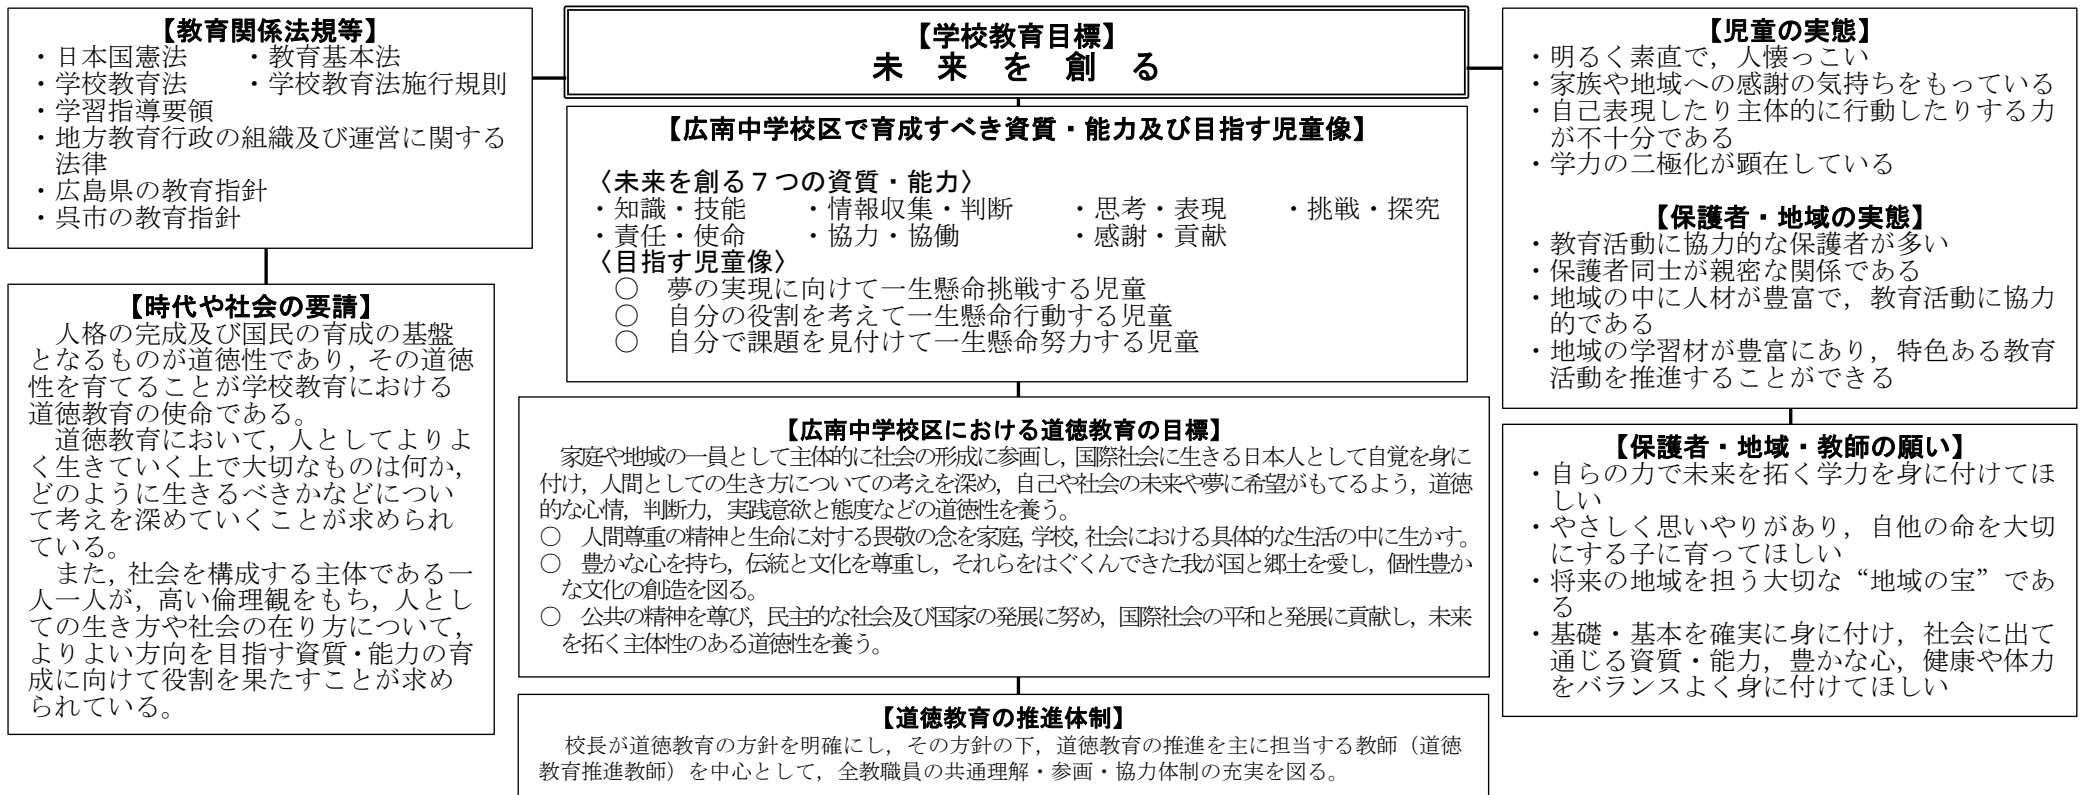 【教育関係法規等】
・日本国憲法　　・教育基本法
・学校教育法　　・学校教育法施行規則
・学習指導要領
・地方教育行政の組織及び運営に関する
法律
・広島県の教育指針
・呉市の教育指針
【時代や社会の要請】
人格の完成及び国民の育成の基盤
となるものが道徳性であり，その道徳
性を育てることが学校教育における
道徳教育の使命である。
道徳教育において，人としてよりよ
く生きていく上で大切なものは何か，
どのように生きるべきかなどについ
て考えを深めていくことが求められ
ている。
また，社会を構成する主体である一
人一人が，高い倫理観をもち，人とし
ての生き方や社会の在り方について，
よりよい方向を目指す資質・能力の育
成に向けて役割を果たすことが求め
られている。
【学校教育目標】
未　来　を　創　る
【広南中学校区で育成すべき資質・能力及び目指す児童像】
〈未来を創る７つの資質・能力〉
・知識・技能　　・情報収集・判断　　・思考・表現　　・挑戦・探究
・責任・使命　　・協力・協働　　・感謝・貢献
〈目指す児童像〉
○　夢の実現に向けて一生懸命挑戦する児童
○　自分の役割を考えて一生懸命行動する児童
○　自分で課題を見付けて一生懸命努力する児童
【広南中学校区における道徳教育の目標】
家庭や地域の一員として主体的に社会の形成に参画し，国際社会に生きる日本人として自覚を身に
付け，人間としての生き方についての考えを深め，自己や社会の未来や夢に希望がもてるよう，道徳
的な心情，判断力，実践意欲と態度などの道徳性を養う。
○　人間尊重の精神と生命に対する畏敬の念を家庭，学校，社会における具体的な生活の中に生かす。
○　豊かな心を持ち，伝統と文化を尊重し，それらをはぐくんできた我が国と郷土を愛し，個性豊か
な文化の創造を図る。
○　公共の精神を尊び，民主的な社会及び国家の発展に努め，国際社会の平和と発展に貢献し，未来
を拓く主体性のある道徳性を養う。
【道徳教育の推進体制】
校長が道徳教育の方針を明確にし，その方針の下，道徳教育の推進を主に担当する教師（道徳
教育推進教師）を中心として，全教職員の共通理解・参画・協力体制の充実を図る。
【児童の実態】
・明るく素直で，人懐っこい
・家族や地域への感謝の気持ちをもっている
・自己表現したり主体的に行動したりする力
が不十分である
・学力の二極化が顕在している
【保護者・地域の実態】
・教育活動に協力的な保護者が多い
・保護者同士が親密な関係である
・地域の中に人材が豊富で，教育活動に協力
的である
・地域の学習材が豊富にあり，特色ある教育
活動を推進することができる
【保護者・地域・教師の願い】
・自らの力で未来を拓く学力を身に付けてほ
しい
・やさしく思いやりがあり，自他の命を大切
にする子に育ってほしい
・将来の地域を担う大切な“地域の宝”であ
る
・基礎・基本を確実に身に付け，社会に出て
通じる資質・能力，豊かな心，健康や体力
をバランスよく身に付けてほしい